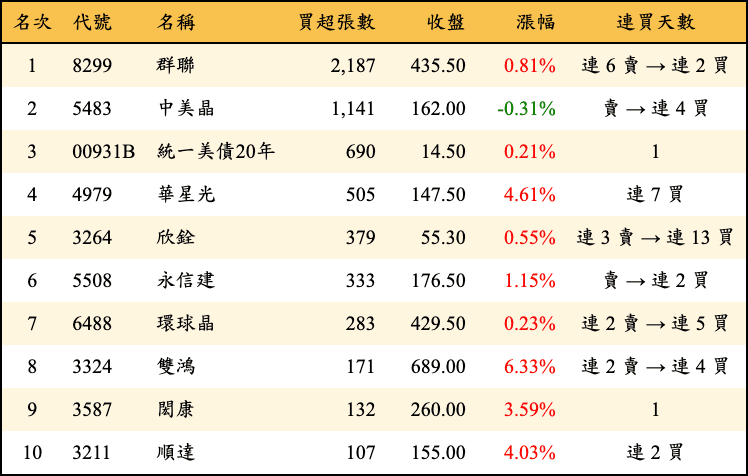 名次 代號 名稱 買超張數 收盤 漲幅 連買天數
1 8299 群聯 2,187 435.50 0.81% 連 6 賣 → 連 2 買
2 5483 中美晶 1,141 162.00 -0.31% 賣 → 連 4 買
3 00931B 統一美債20年 690 14.50 0.21% 1
4 4979 華星光 505 147.50 4.61% 連 7 買
5 3264 欣銓 379 55.30 0.55% 連 3 賣 → 連 13 買
6 5508 永信建 333 176.50 1.15% 賣 → 連 2 買
7 6488 環球晶 283 429.50 0.23% 連 2 賣 → 連 5 買
8 3324 雙鴻 171 689.00 6.33% 連 2 賣 → 連 4 買
9 3587 閎康 132 260.00 3.59% 1
10 3211 順達 107 155.00 4.03% 連 2 買